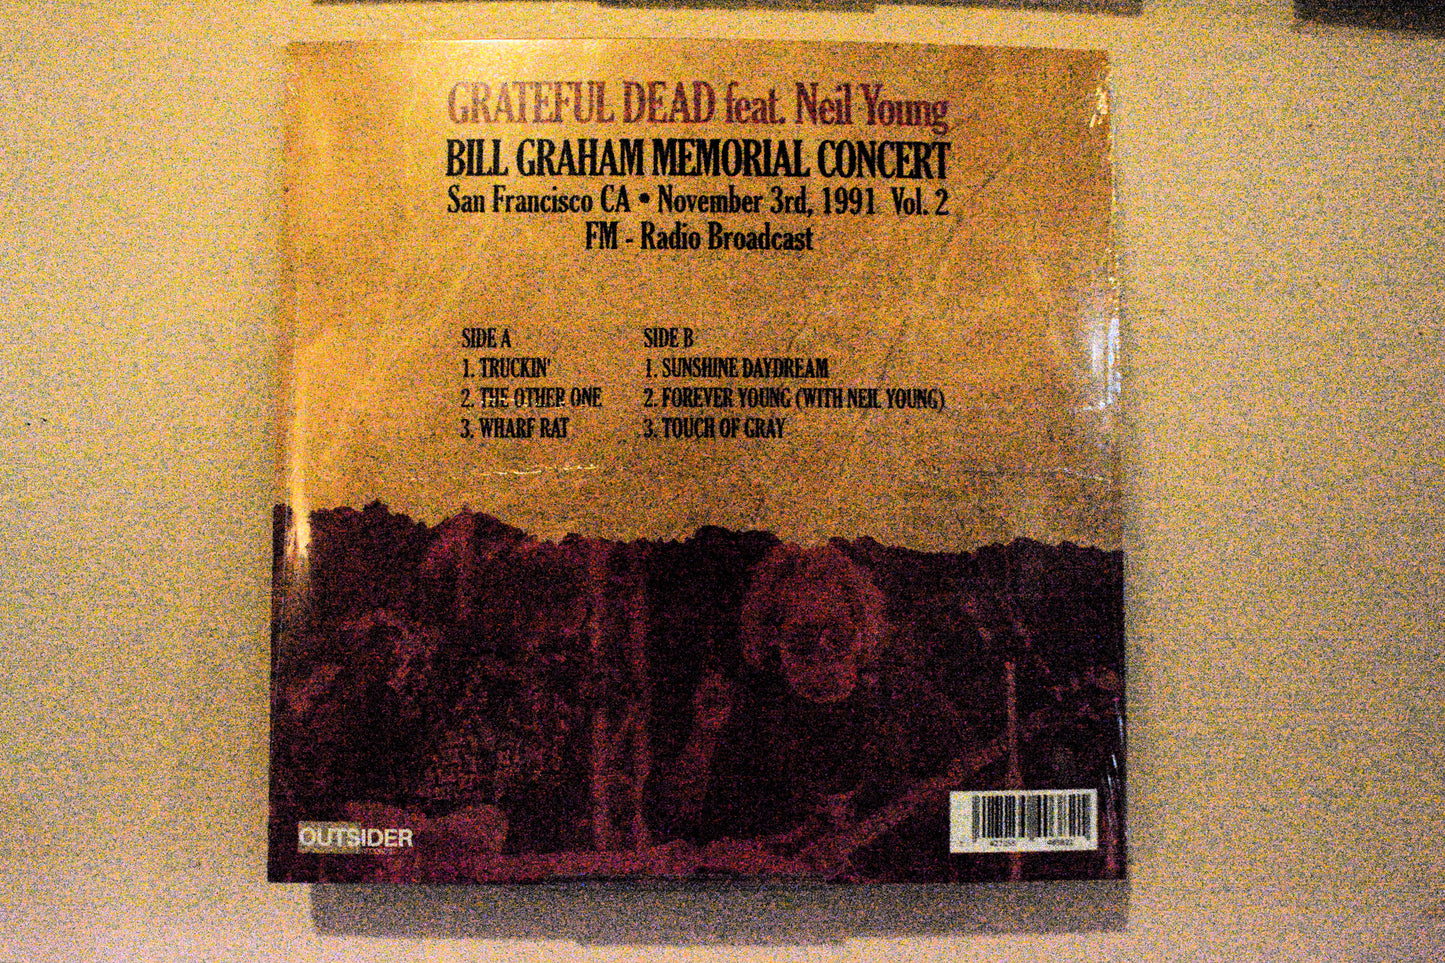 GRATEFUL DEAD feat. Neil Young
BILL GRAHAM MEMORIAL CONCERT
San Francisco CA • November 3rd, 1991 Vol. 2
FM - Radio Broadcast
SIDE A
1. TRUCKIN'
2. THE OTHER ONE
3. WHARF RAT
SIDE B
1. SUNSHINE DAYDREAM
2. FOREVER YOUNG (WITH NEIL YOUNG)
3. TOUCH OF GRAY
OUTSIDER